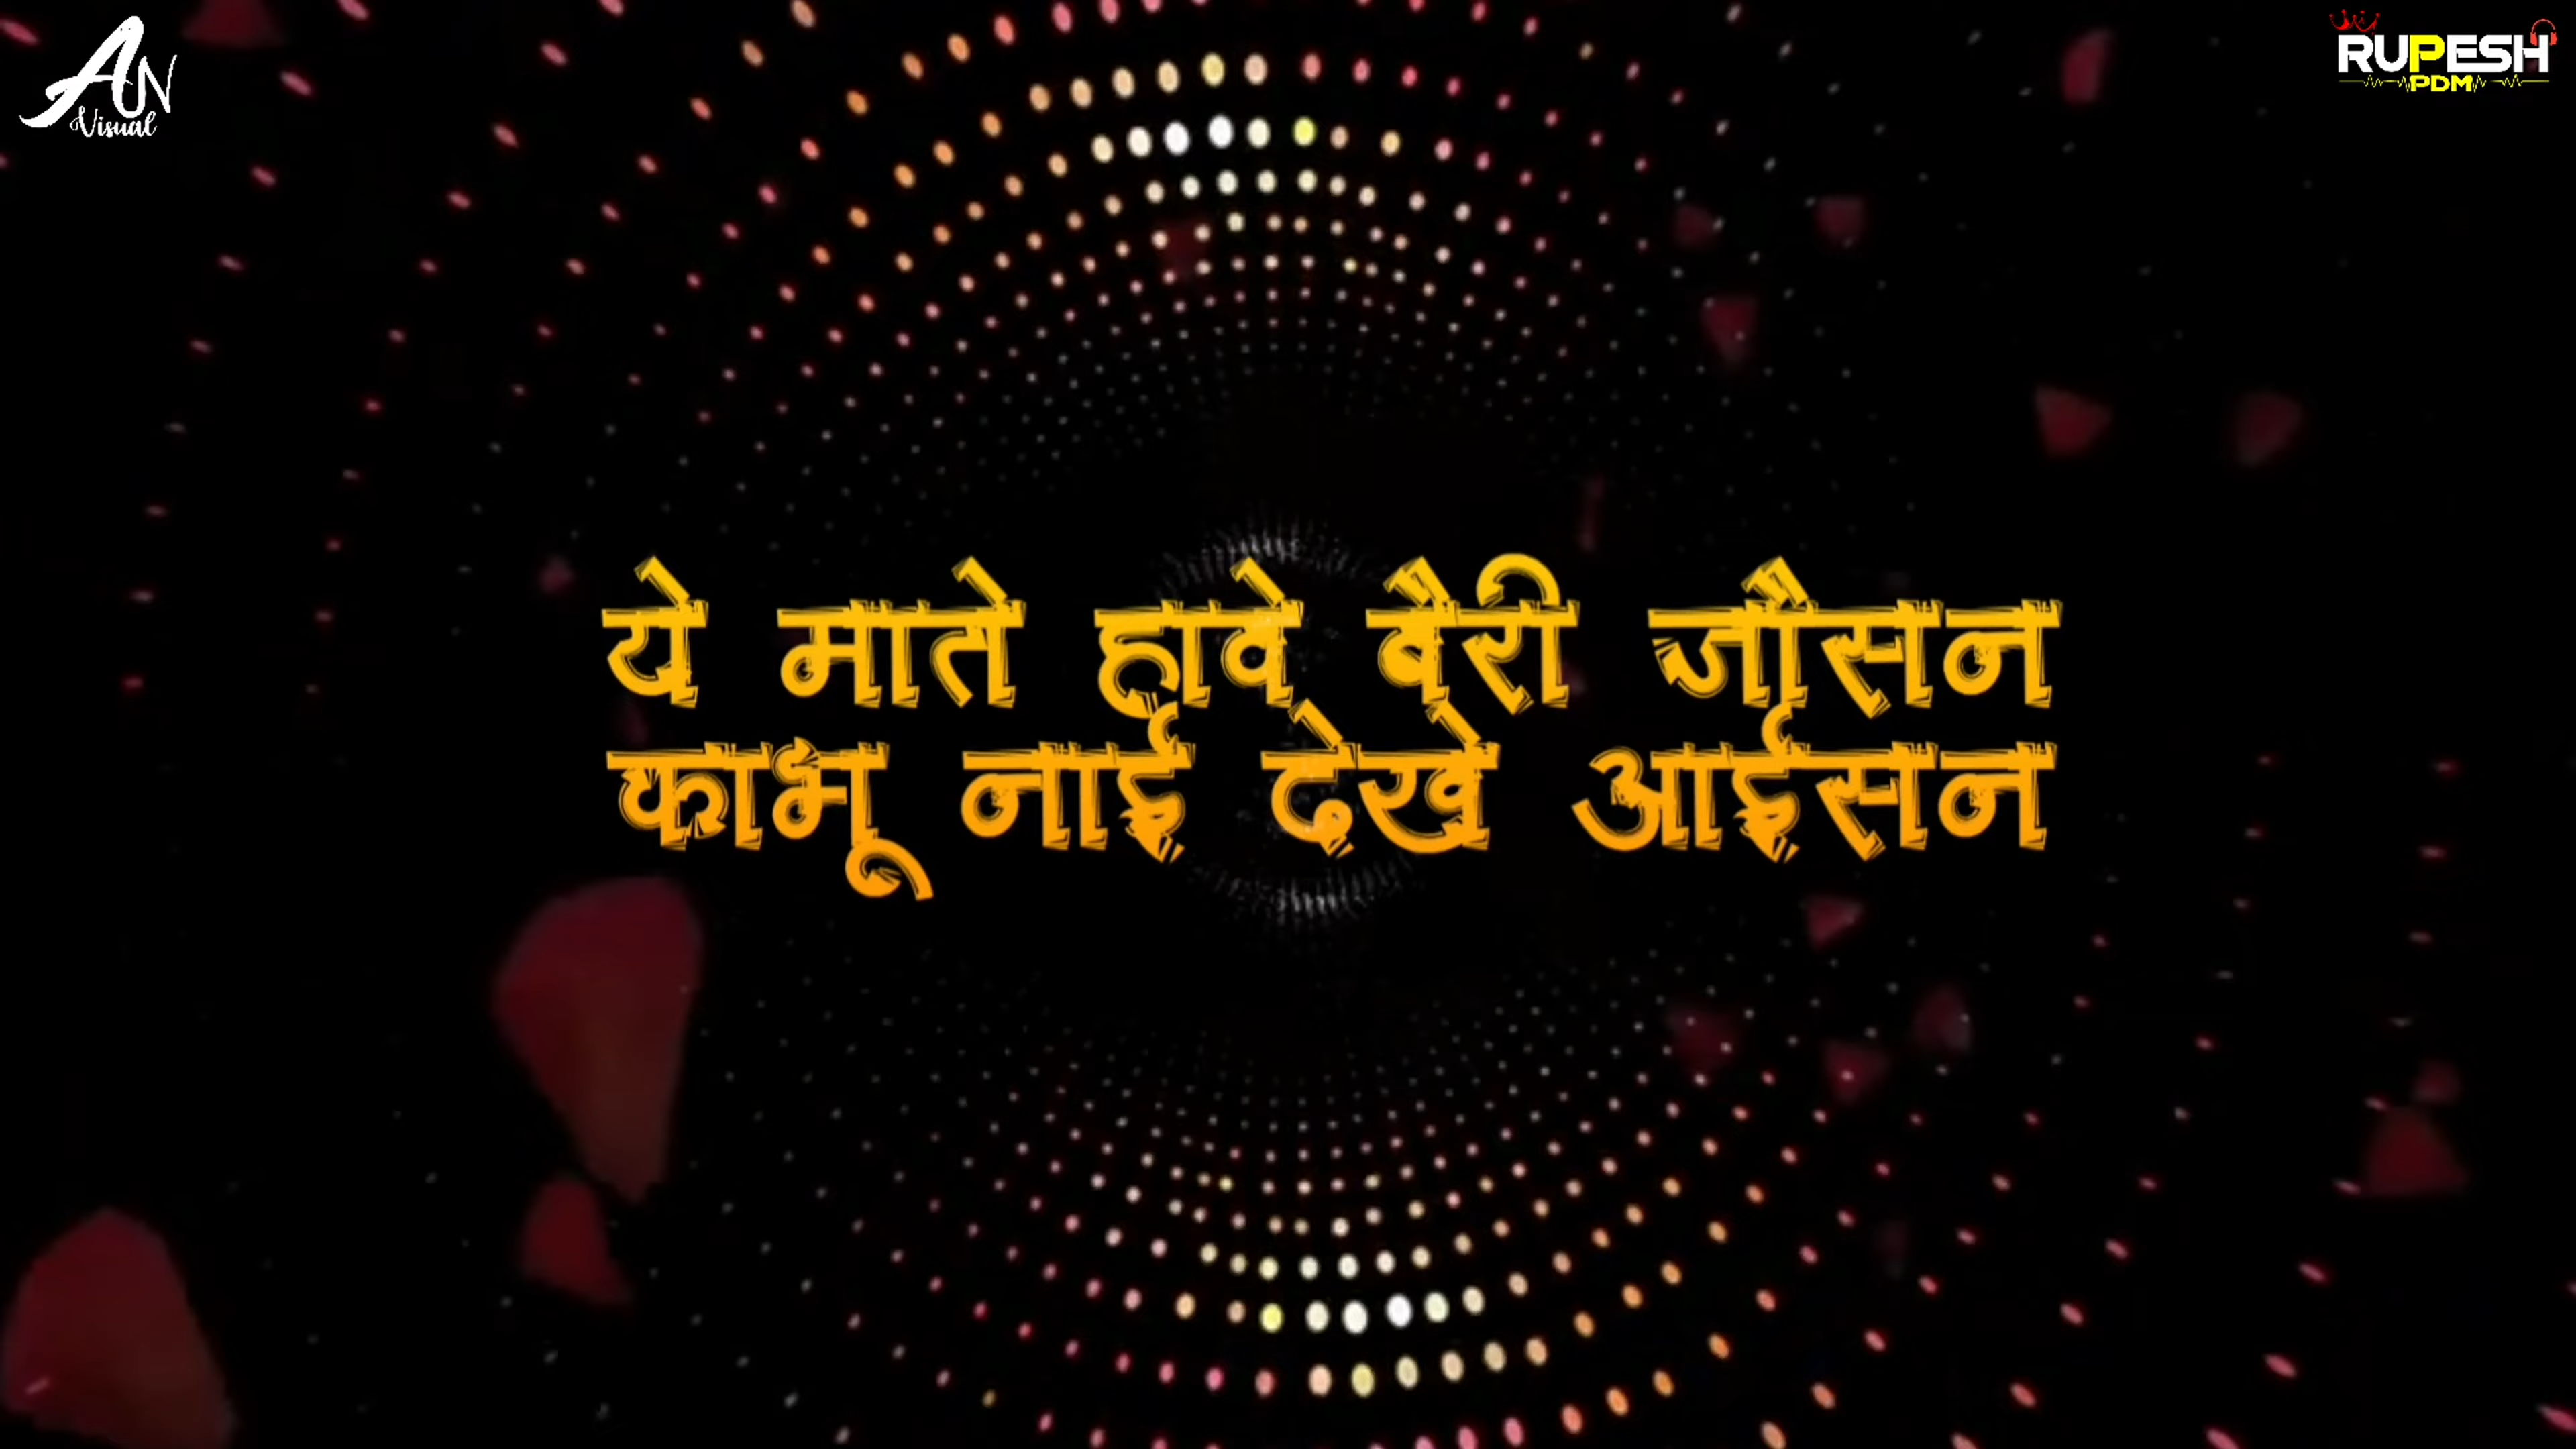 AN
Visual
RUPESH
PDM
ये माते हावे बैरी जौसन
काभू नाई देखे आईसन